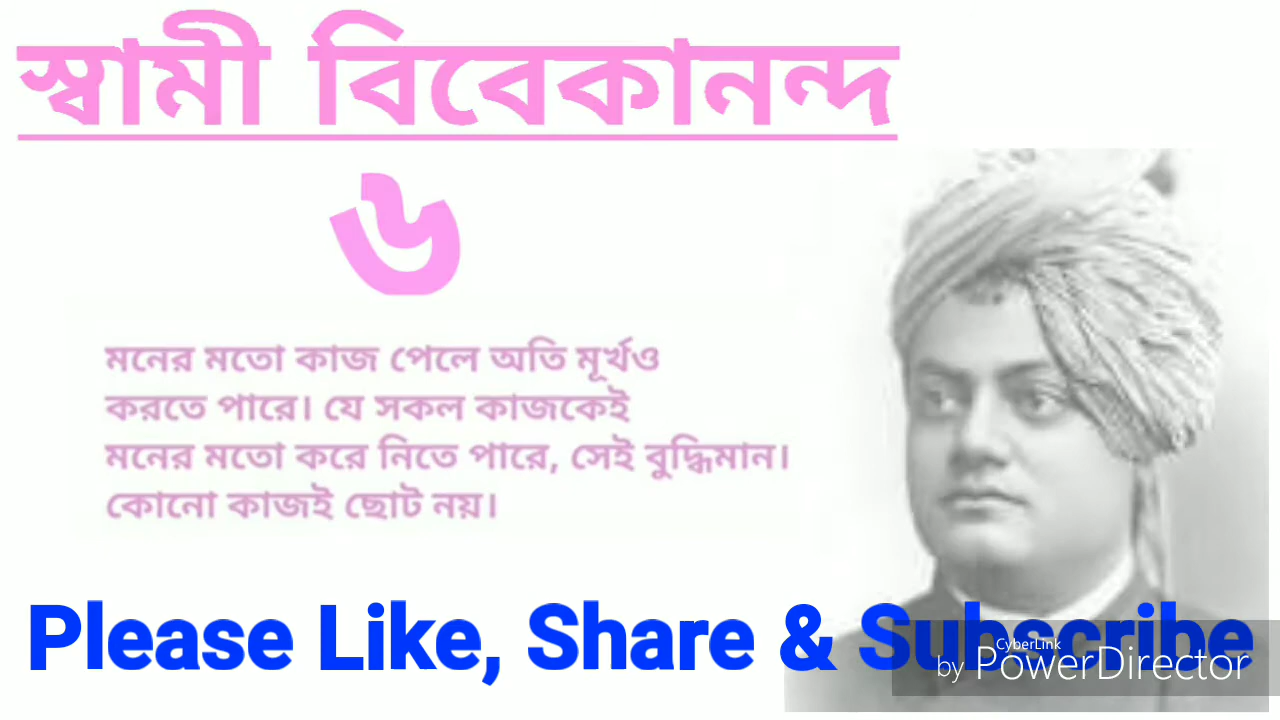 স্বামী বিবেকানন্দ
৬
মনের মতো কাজ পেলে অতি মূর্খও
করতে পারে। যে সকল কাজকেই
মনের মতো করে নিতে পারে, সেই বুদ্ধিমান।
কোনো কাজই ছোট নয়।
Please Like, Share & Subscribe
CyberLink
by PowerDirector